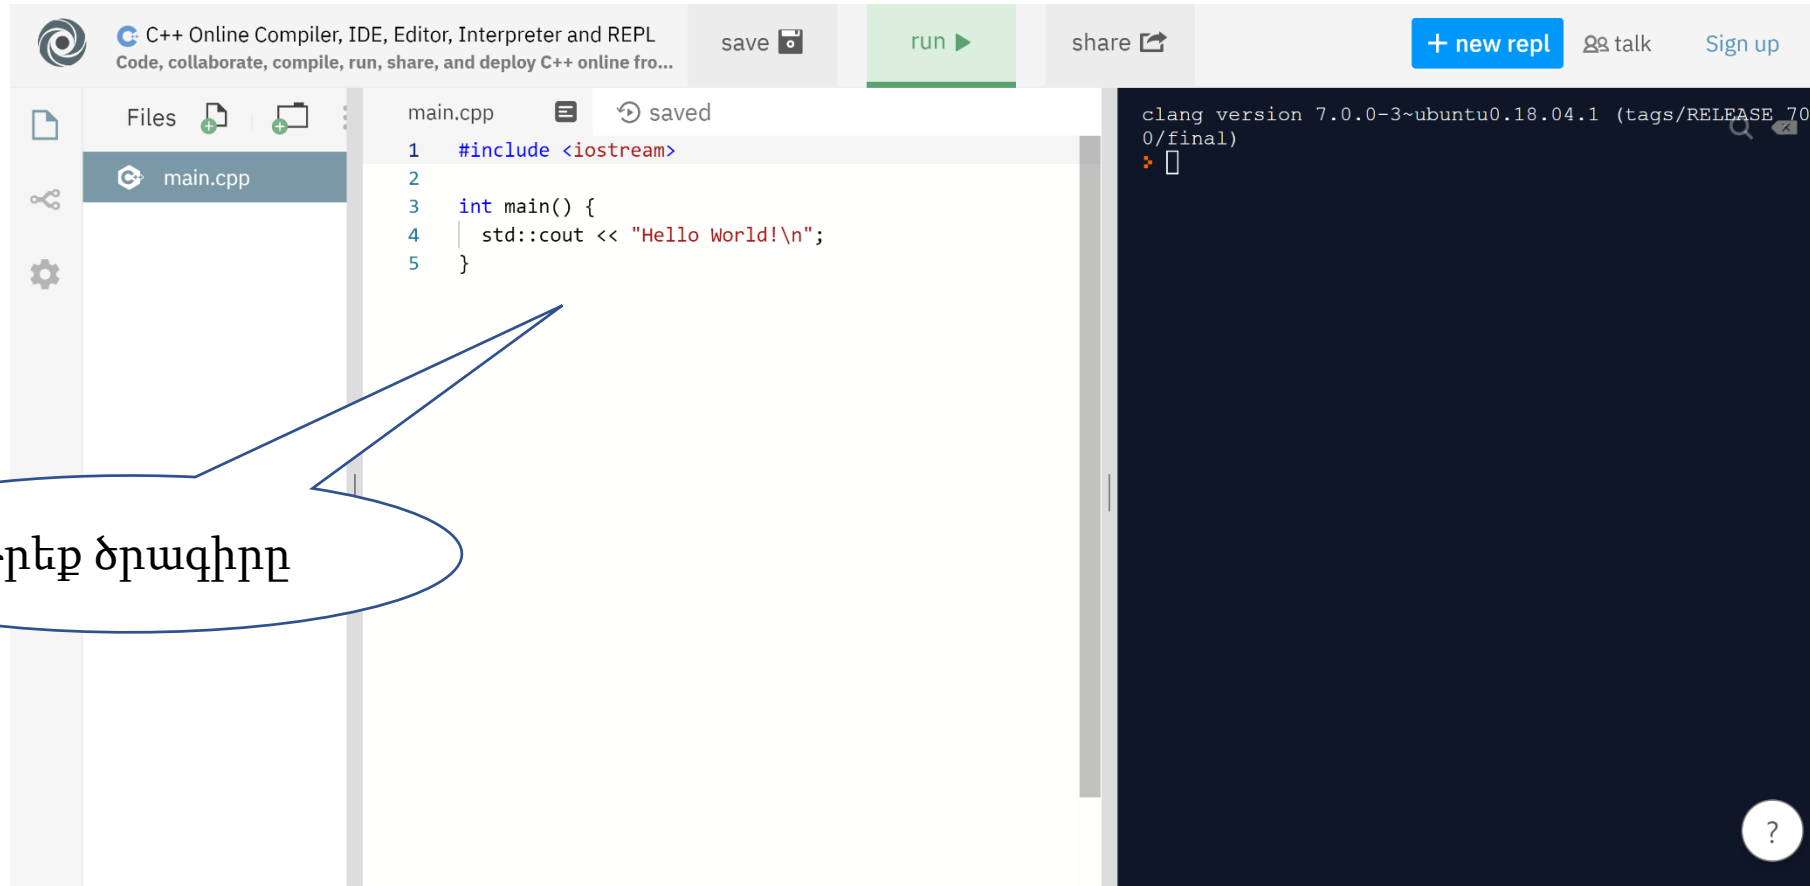 C++ Online Compiler, IDE, Editor, Interpreter and REPL
Code, collaborate, compile, run, share, and deploy C++ online fro...
save
run
share
+ new repl
talk
Sign up
Files
main.cpp
main.cpp
saved
1 #include <iostream>
2
3 int main() {
4 std::cout << "Hello World!\n";
5 }
clang version 7.0.0-3~ubuntu0.18.04.1 (tags/RELEASE_70
0/final)
ծրագիրը
?